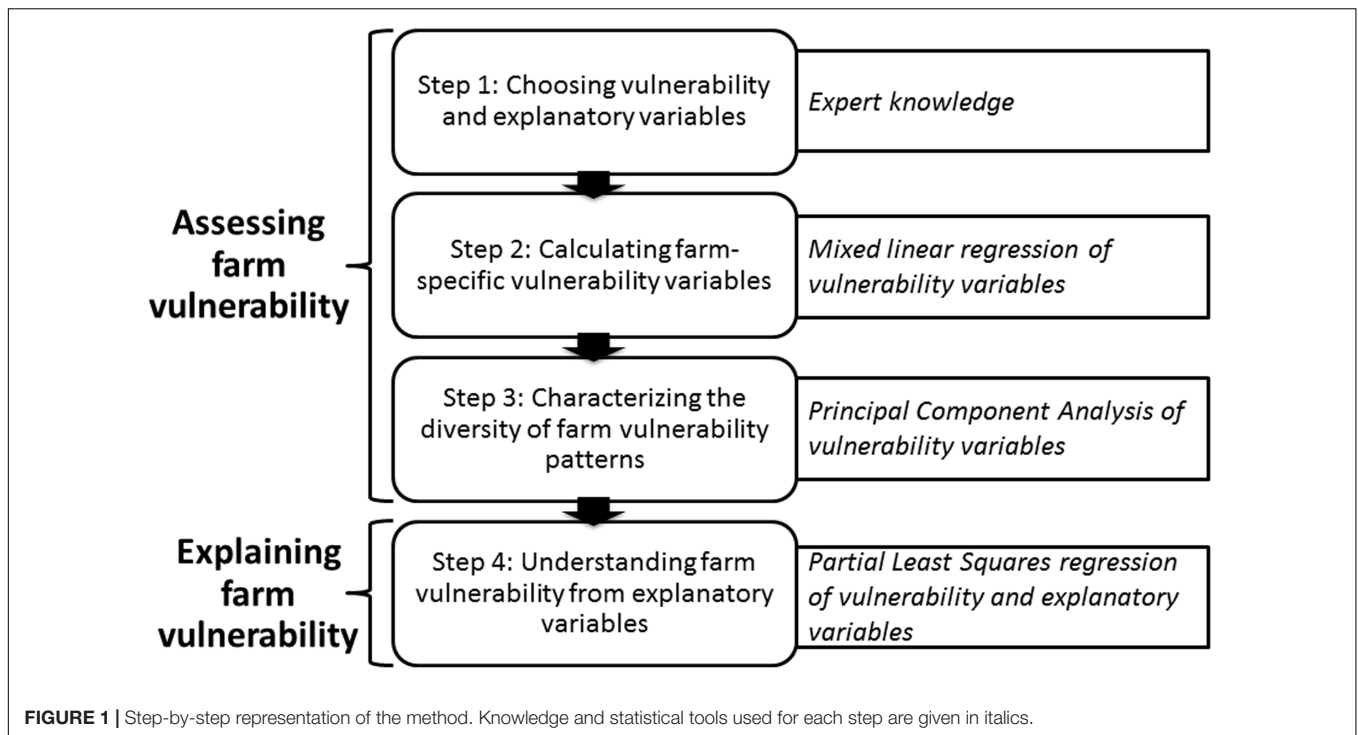 Assessing
farm
vulnerability
Step 1: Choosing vulnerability
and explanatory variables
Expert knowledge
Step 2: Calculating farm-
specific vulnerability variables
Mixed linear regression of
vulnerability variables
Step 3: Characterizing the
diversity of farm vulnerability
patterns
Principal Component Analysis of
vulnerability variables
Explaining
farm
vulnerability
Step 4: Understanding farm
vulnerability from explanatory
variables
Partial Least Squares regression
of vulnerability and explanatory
variables
FIGURE 1 | Step-by-step representation of the method. Knowledge and statistical tools used for each step are given in italics.